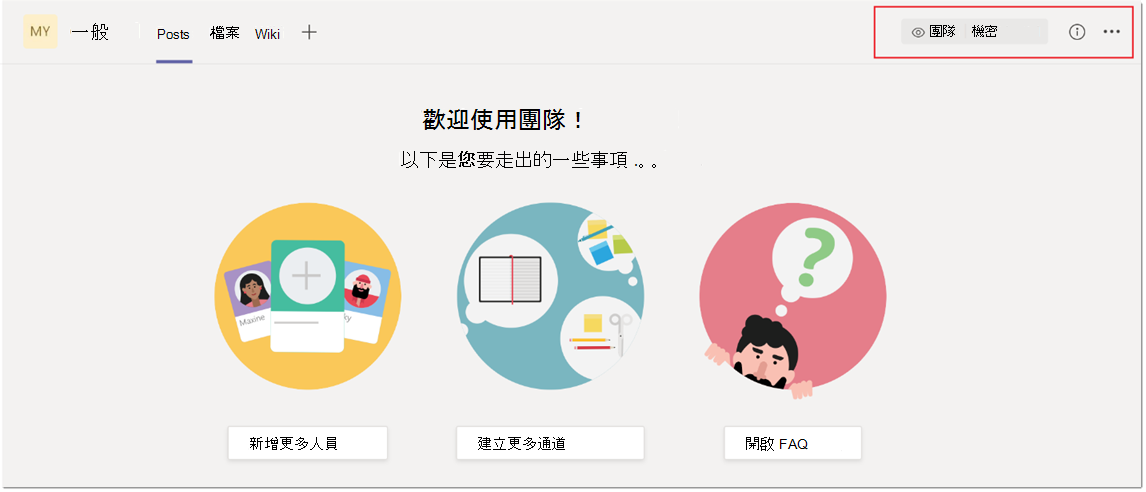 MY 一般 Posts 檔案 Wiki 團隊 機密
歡迎使用團隊！
以下是您要走出的一些事項 .。。
Maxine ky
新增更多人員 建立更多通道 開啟 FAQ